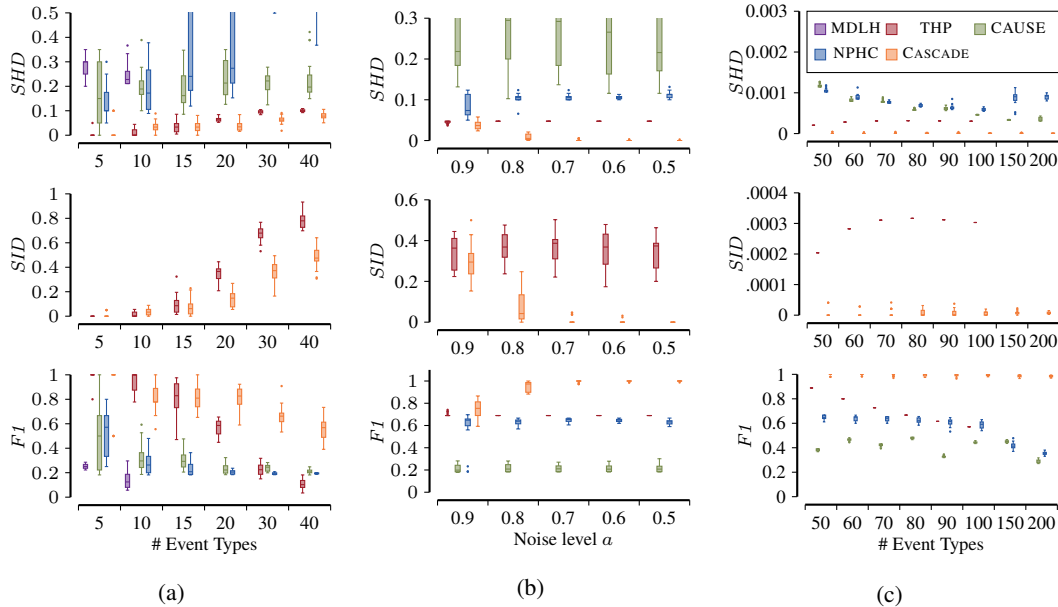 0.5
0.4
0.3
0.2
0.1
0
SHD
5 10 15 20 30 40
1
0.8
0.6
0.4
0.2
0
SID
5 10 15 20 30 40
1
0.8
0.6
0.4
0.2
0
F1
5 10 15 20 30 40
# Event Types
(a)
0.3
0.2
0.1
0
SHD
0.9 0.8 0.7 0.6 0.5
0.6
0.4
0.2
0
SID
0.9 0.8 0.7 0.6 0.5
1
0.8
0.6
0.4
0.2
0
F1
0.9 0.8 0.7 0.6 0.5
Noise level a
(b)
0.003
0.002
0.001
0
SHD
MDLH THP CAUSE
NPHC CASCADE
50 60 70 80 90 100 150 200
.0004
.0003
.0002
.0001
0
SID
50 60 70 80 90 100 150 200
1
0.8
0.6
0.4
0.2
0
F1
50 60 70 80 90 100 150 200
# Event Types
(c)